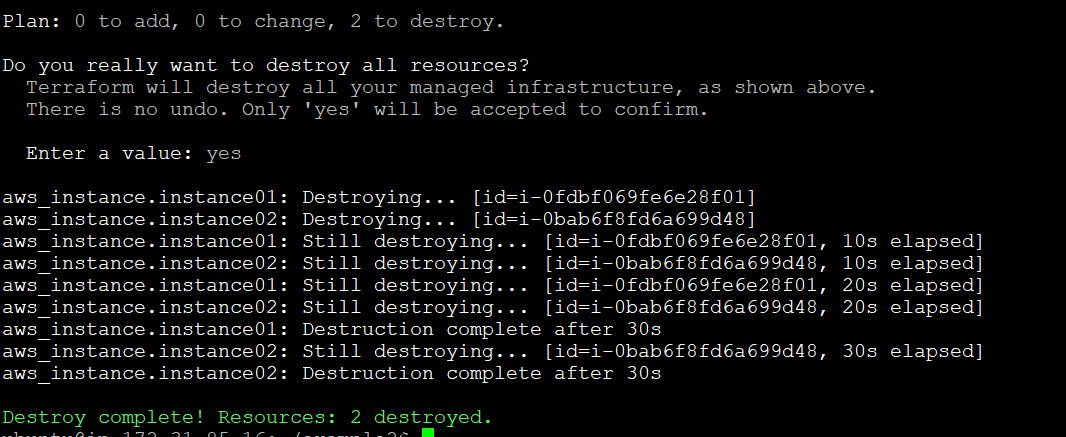 Plan: 0 to add, 0 to change, 2 to destroy.
Do you really want to destroy all resources?
Terraform will destroy all your managed infrastructure, as shown above.
There is no undo. Only 'yes' will be accepted to confirm.
Enter a value: yes
aws_instance.instance01: Destroying... [id=i-0fdbf069fe6e28f01]
aws_instance.instance02: Destroying... [id=i-0bab6f8fd6a699d48]
aws_instance.instance01: Still destroying... [id=i-0fdbf069fe6e28f01, 10s elapsed]
aws_instance.instance02: Still destroying... [id=i-0bab6f8fd6a699d48, 10s elapsed]
aws_instance.instance01: Still destroying... [id=i-0fdbf069fe6e28f01, 20s elapsed]
aws_instance.instance02: Still destroying... [id=i-0bab6f8fd6a699d48, 20s elapsed]
aws_instance.instance01: Destruction complete after 30s
aws_instance.instance02: Still destroying... [id=i-0bab6f8fd6a699d48, 30s elapsed]
aws_instance.instance02: Destruction complete after 30s
Destroy complete! Resources: 2 destroyed.